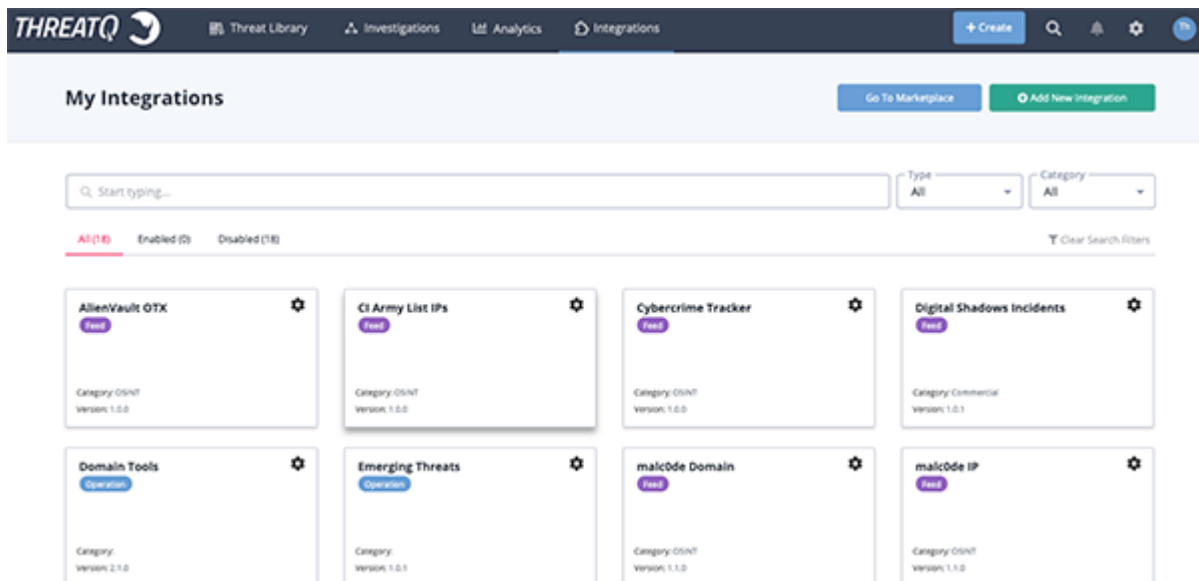 THREATQ Threat Library Investigations Analytics Integrations + Create Th
My Integrations Go To Marketplace Add New Integration
Type Category
Start typing... All All
All (18) Enabled (0) Disabled (18) Clear Search Filters
AlienVault OTX CI Army List IPs Cybercrime Tracker Digital Shadows Incidents
Feed Feed Feed Feed
Category: OSINT Category: OSINT Category: OSINT Category: Commercial
Version: 1.0.0 Version: 1.0.0 Version: 1.0.0 Version: 1.0.1
Domain Tools Emerging Threats malc0de Domain malc0de IP
Operation Operation Feed Feed
Category: Category: Category: OSINT Category: OSINT
Version: 2.1.0 Version: 1.0.1 Version: 1.1.0 Version: 1.1.0